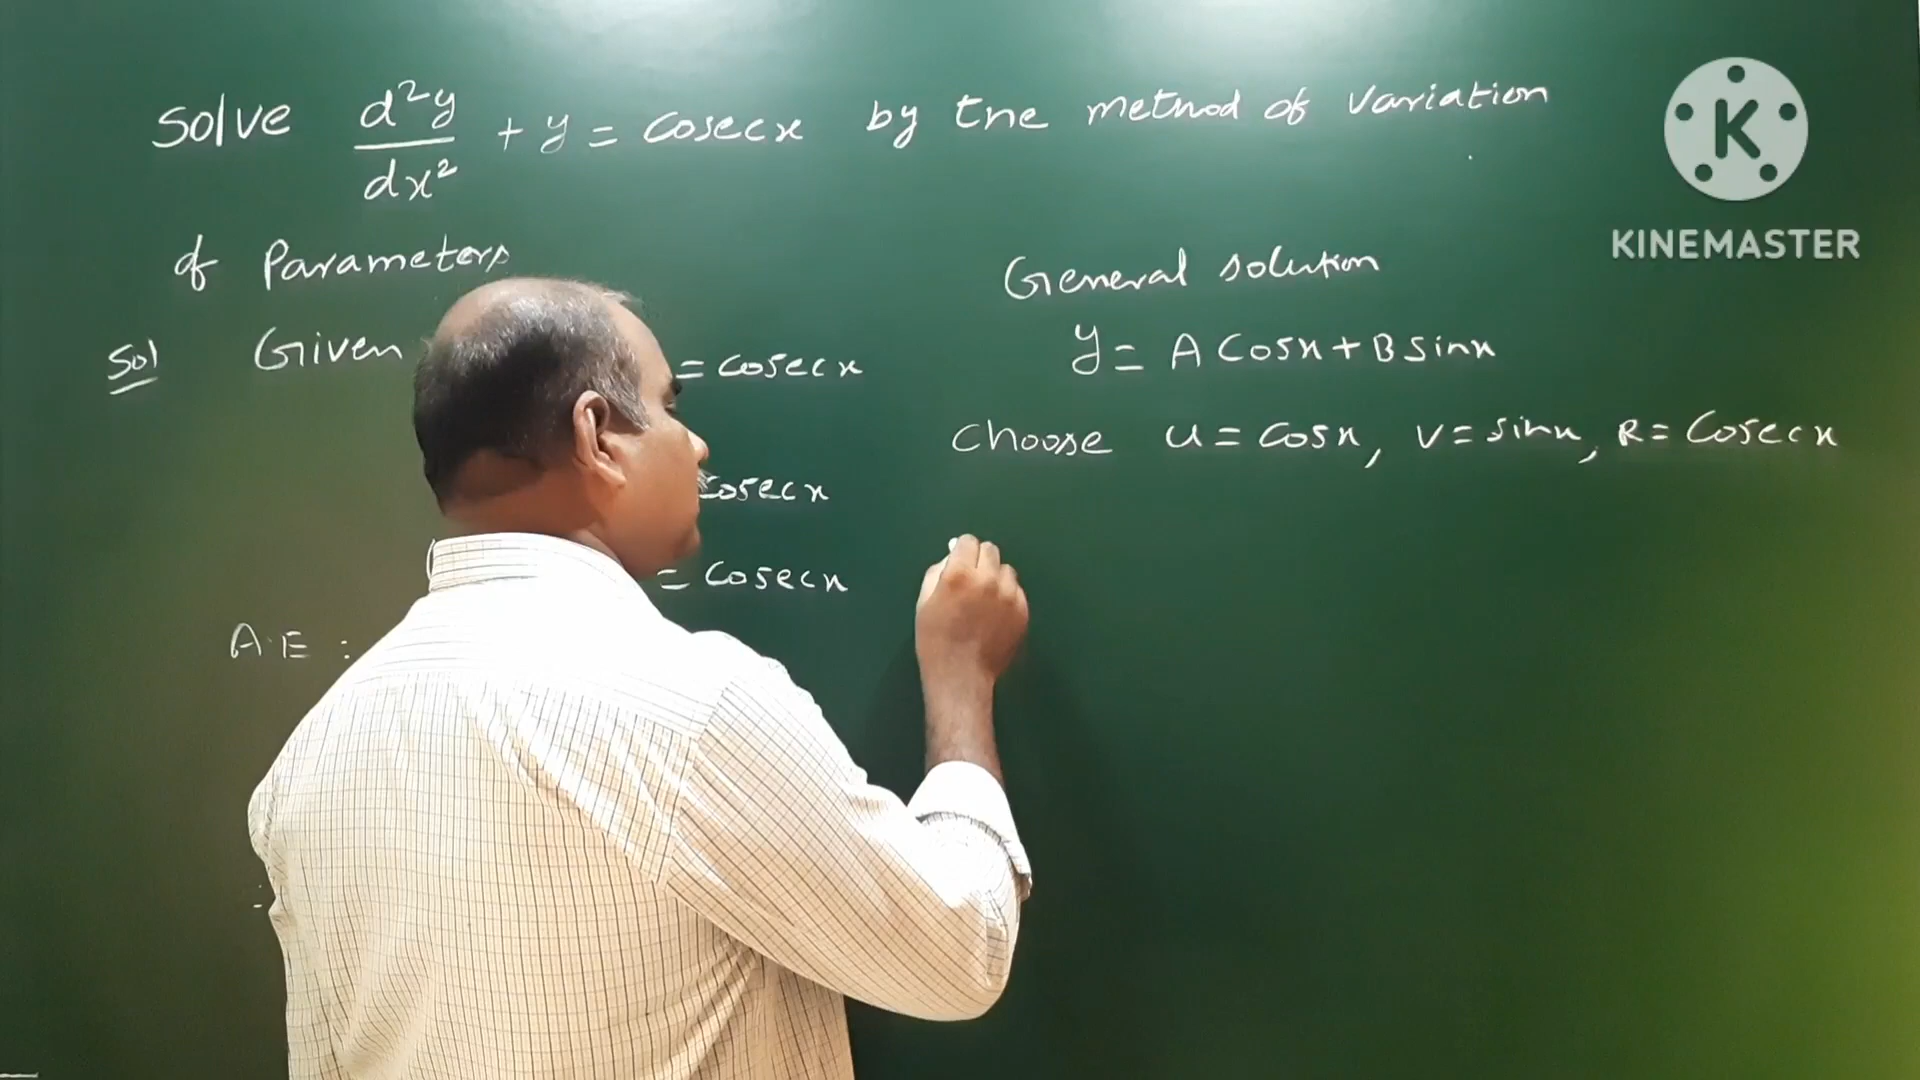 Solve d²y/dx² + y = Cosecx by the method of variation
of Parameters
Sol Given = Cosecx
Cosecx
= Cosecx
A.E :
General solution
y = A Cosx + B sinx
Choose u = Cosx, v = sinx, R = Cosecx
K
KINEMASTER